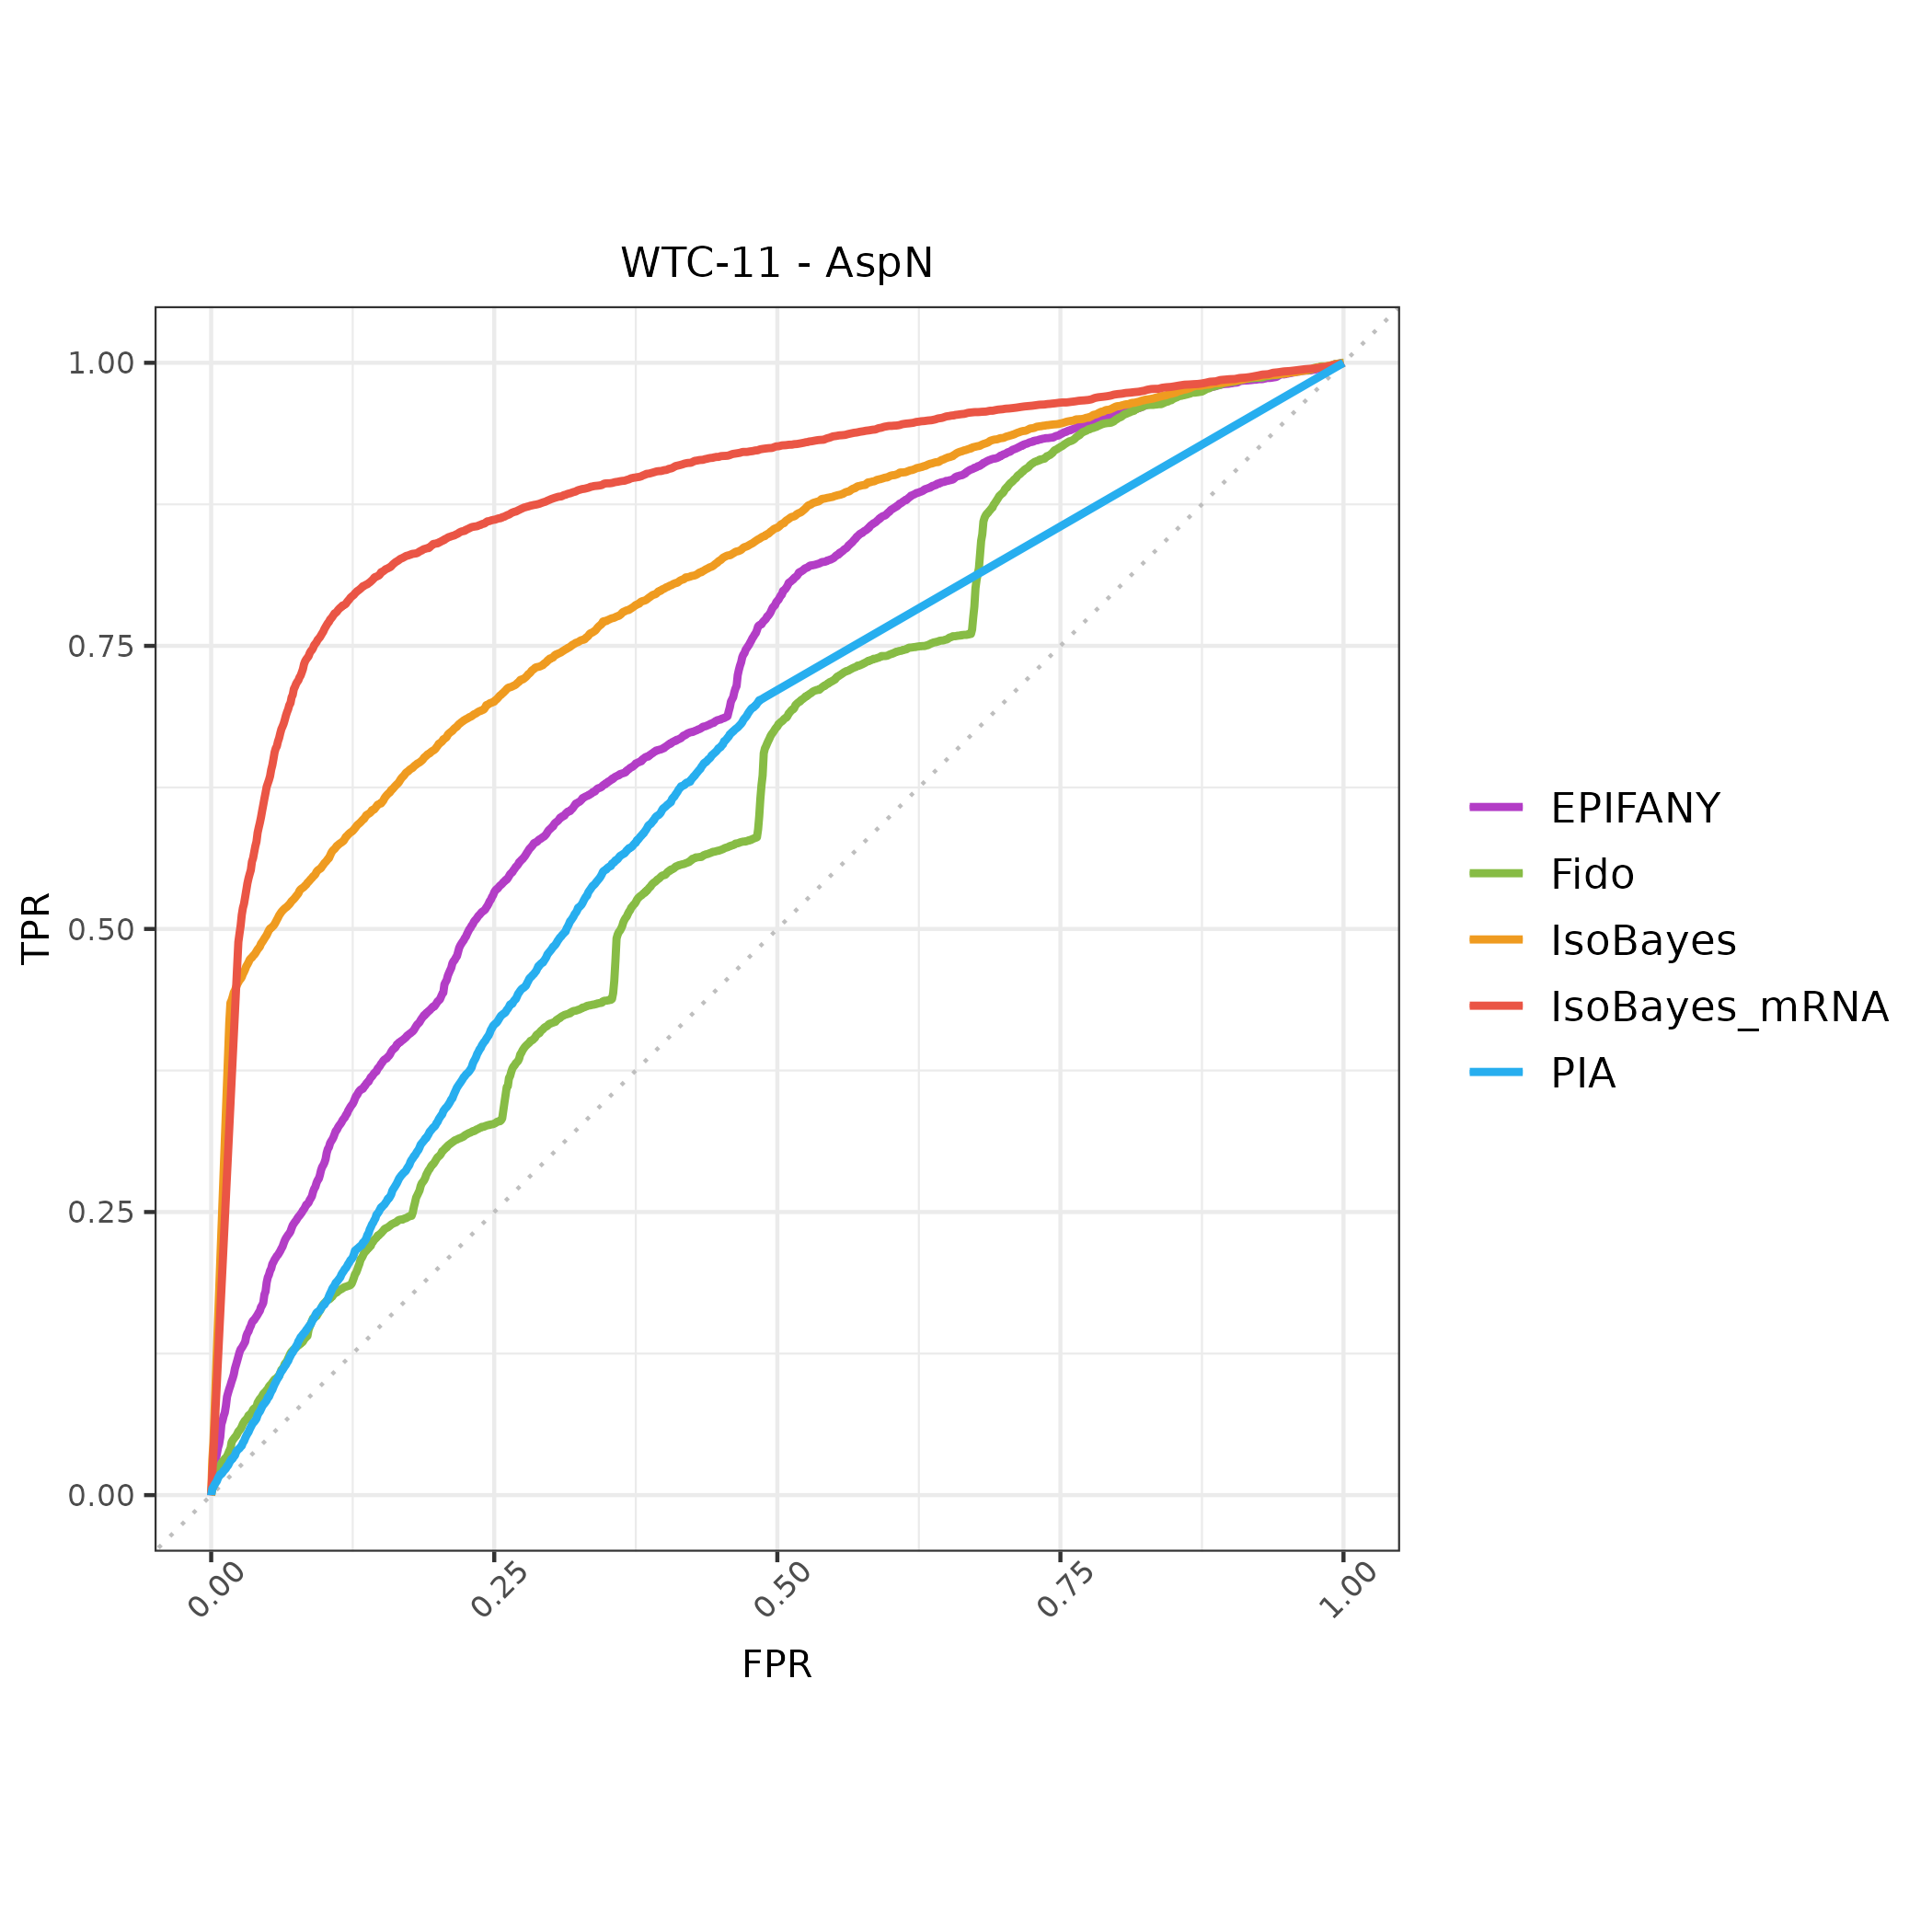 WTC-11 - AspN
TPR
1.00
0.75
0.50
0.25
0.00
0.00
0.25
0.50
0.75
1.00
FPR
EPIFANY
Fido
IsoBayes
IsoBayes_mRNA
PIA